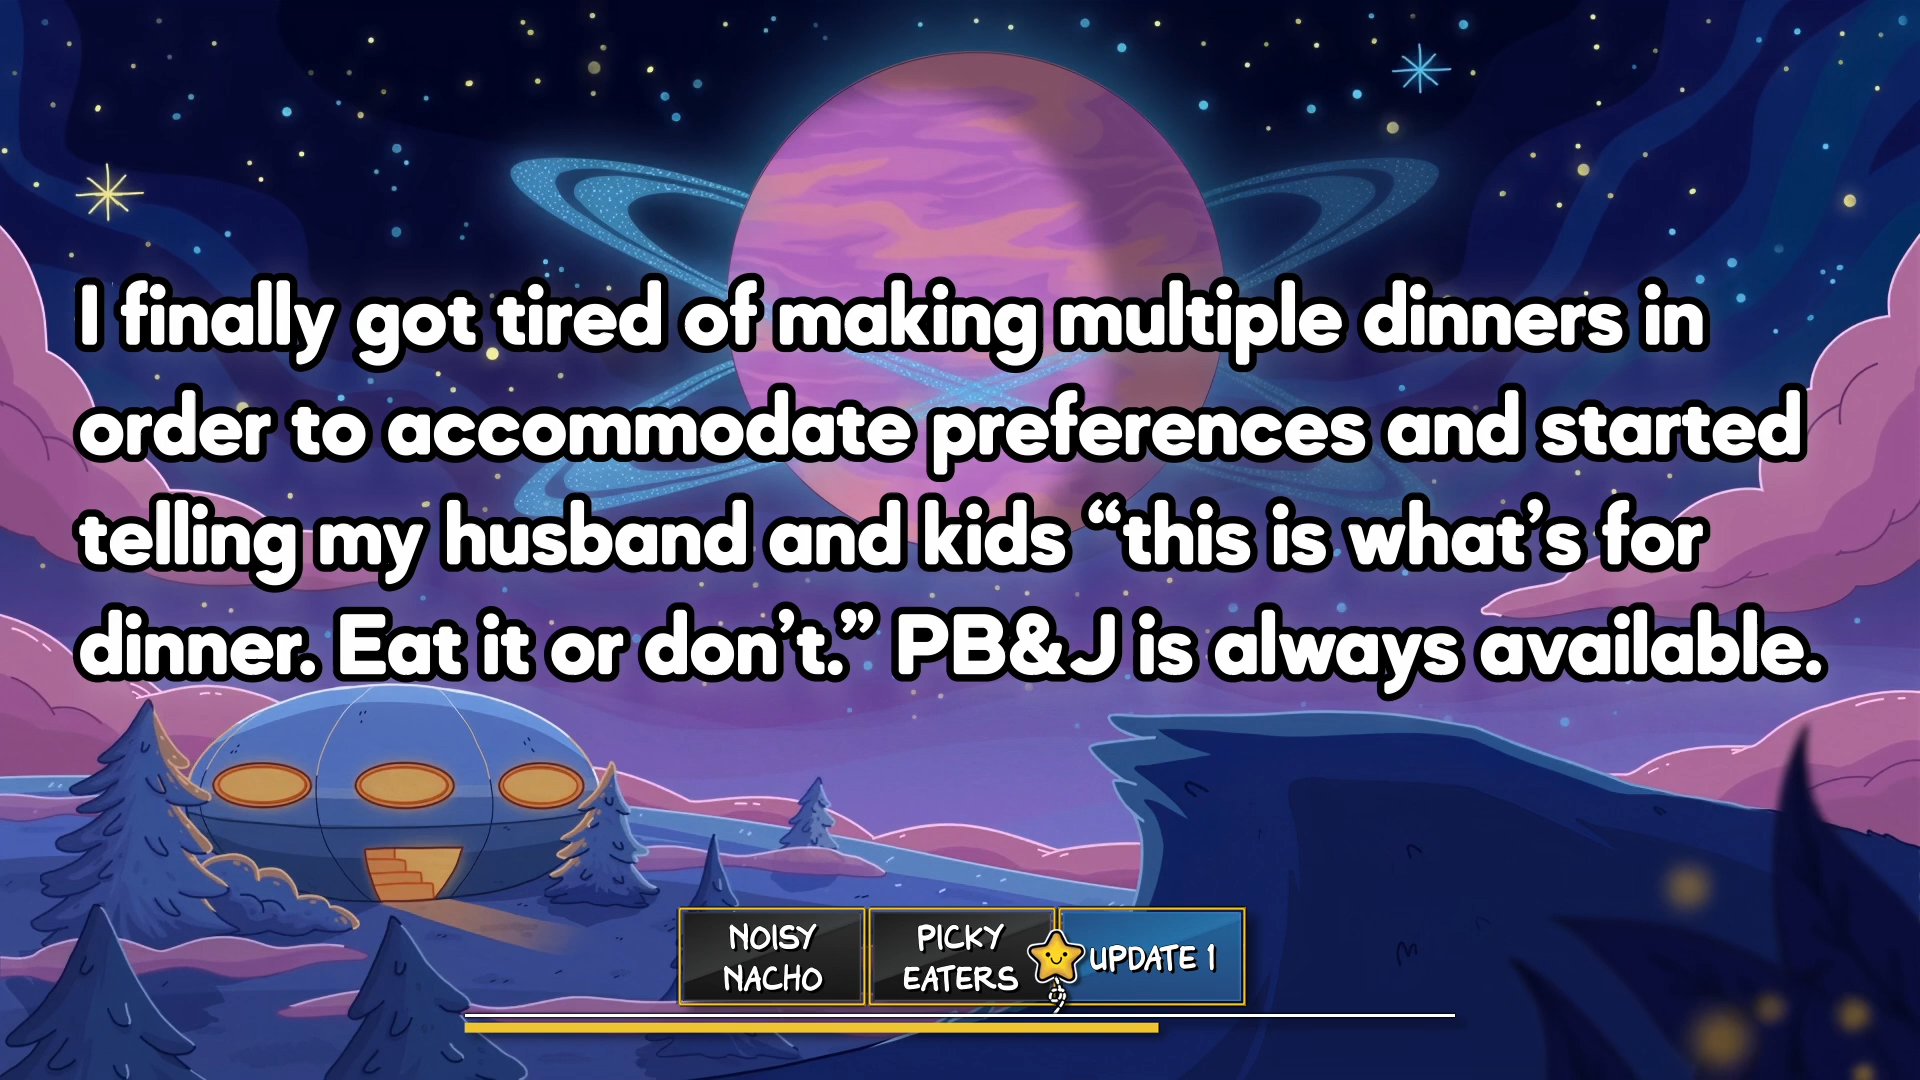 I finally got tired of making multiple dinners in
order to accommodate preferences and started
telling my husband and kids “this is what’s for
dinner. Eat it or don’t.” PB&J is always available.
NOISY
NACHO
PICKY
EATERS
UPDATE 1